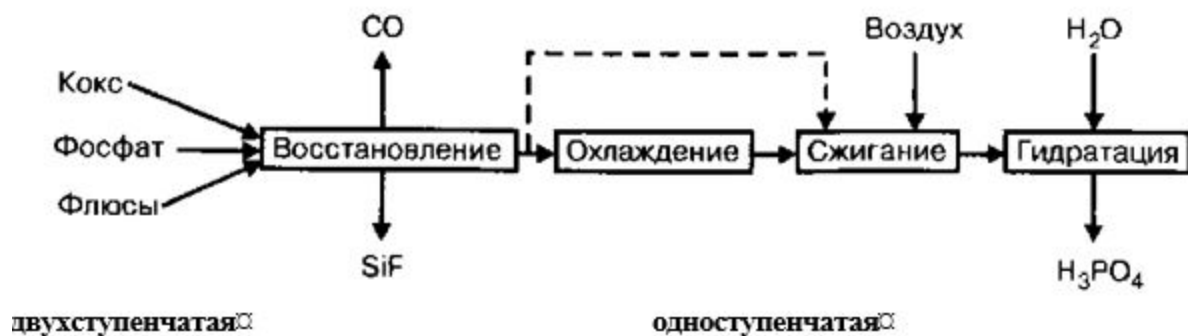 CO
Воздух
H₂O
Кокс
Фосфат
Флюсы
Восстановление
Охлаждение
Сжигание
Гидратация
SiF
H₃PO₄
двухступенчатая¤
одноступенчатая¤